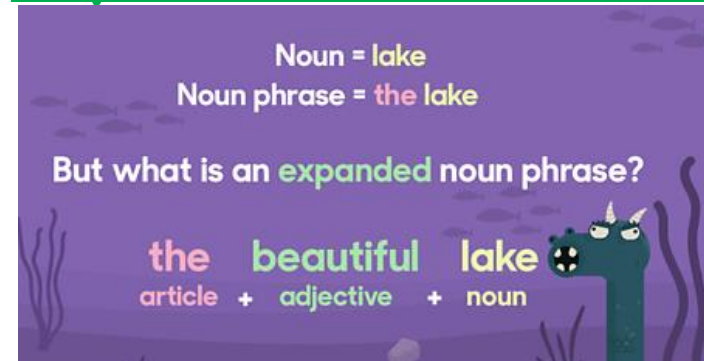 Noun = lake
Noun phrase = the lake
But what is an expanded noun phrase?
the beautiful lake
article + adjective + noun